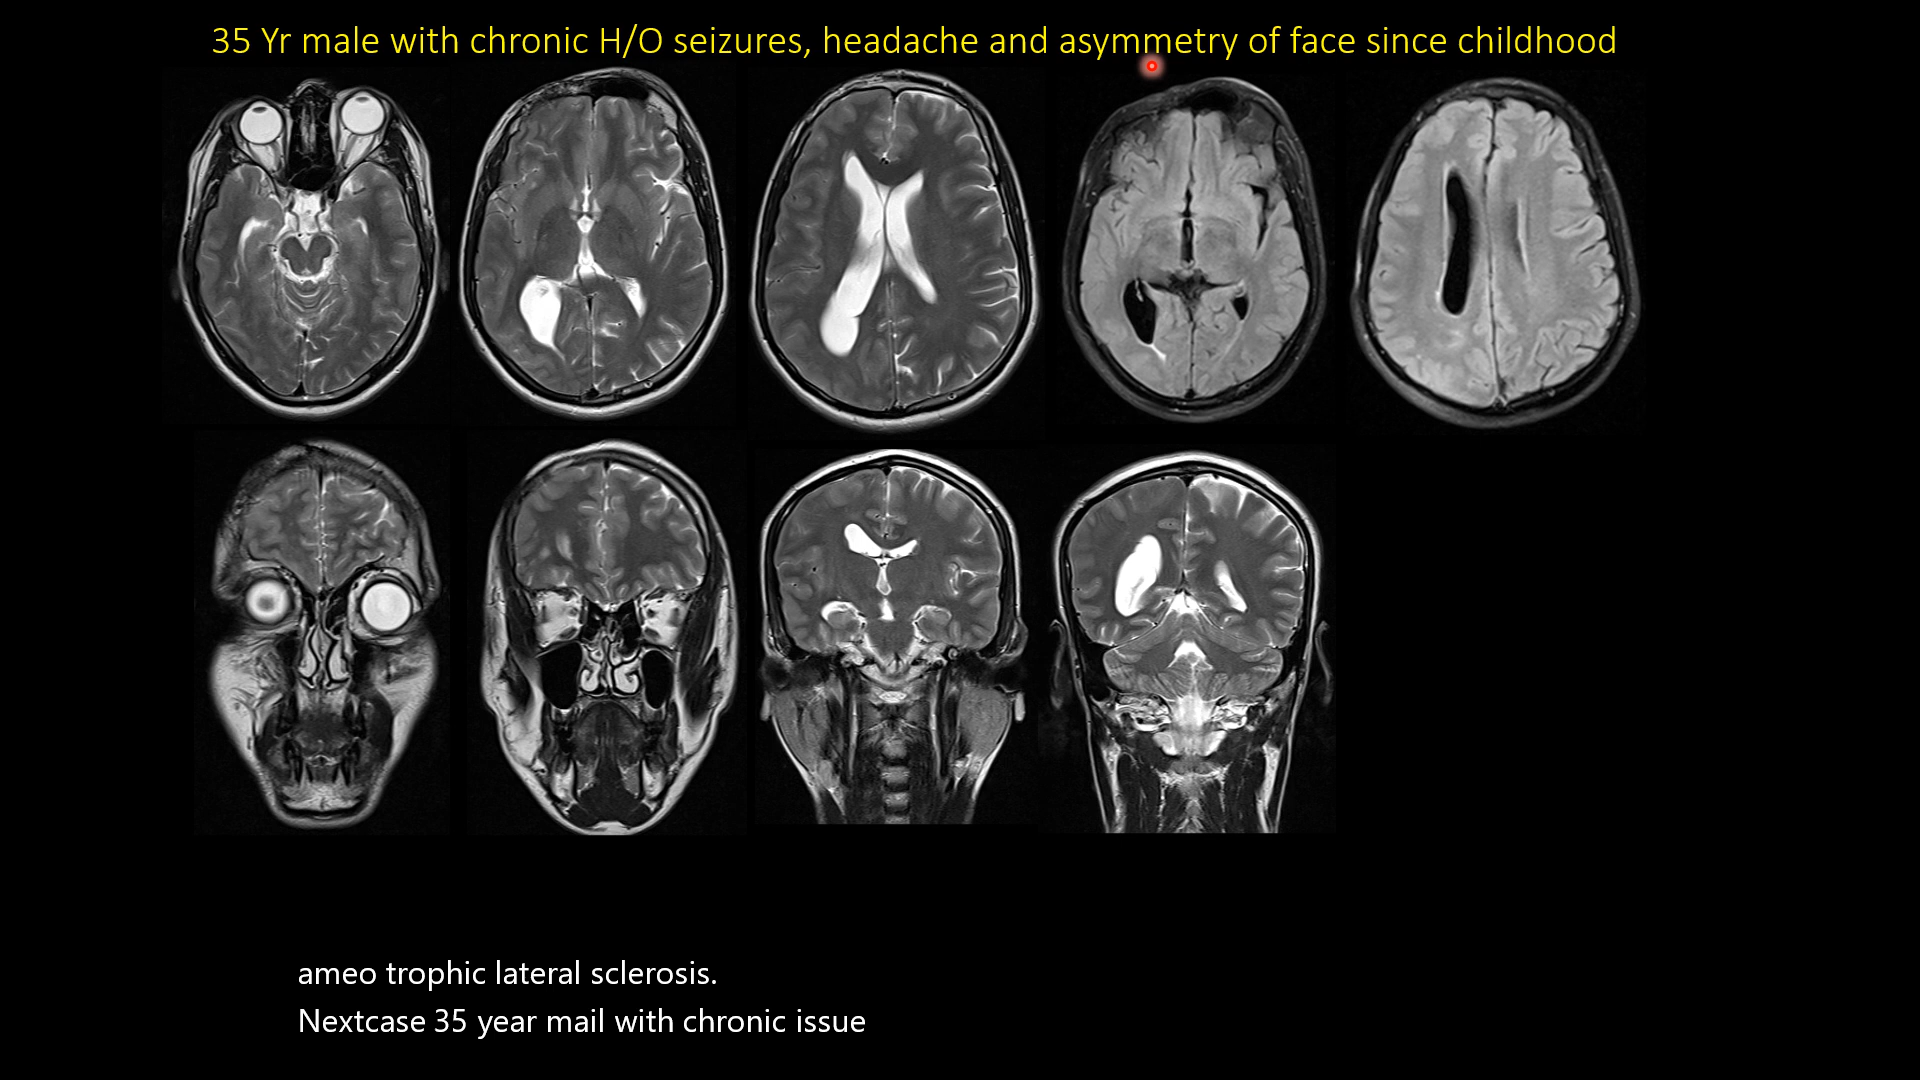 35 Yr male with chronic H/O seizures, headache and asymmetry of face since childhood
ameo trophic lateral sclerosis.
Nextcase 35 year mail with chronic issue